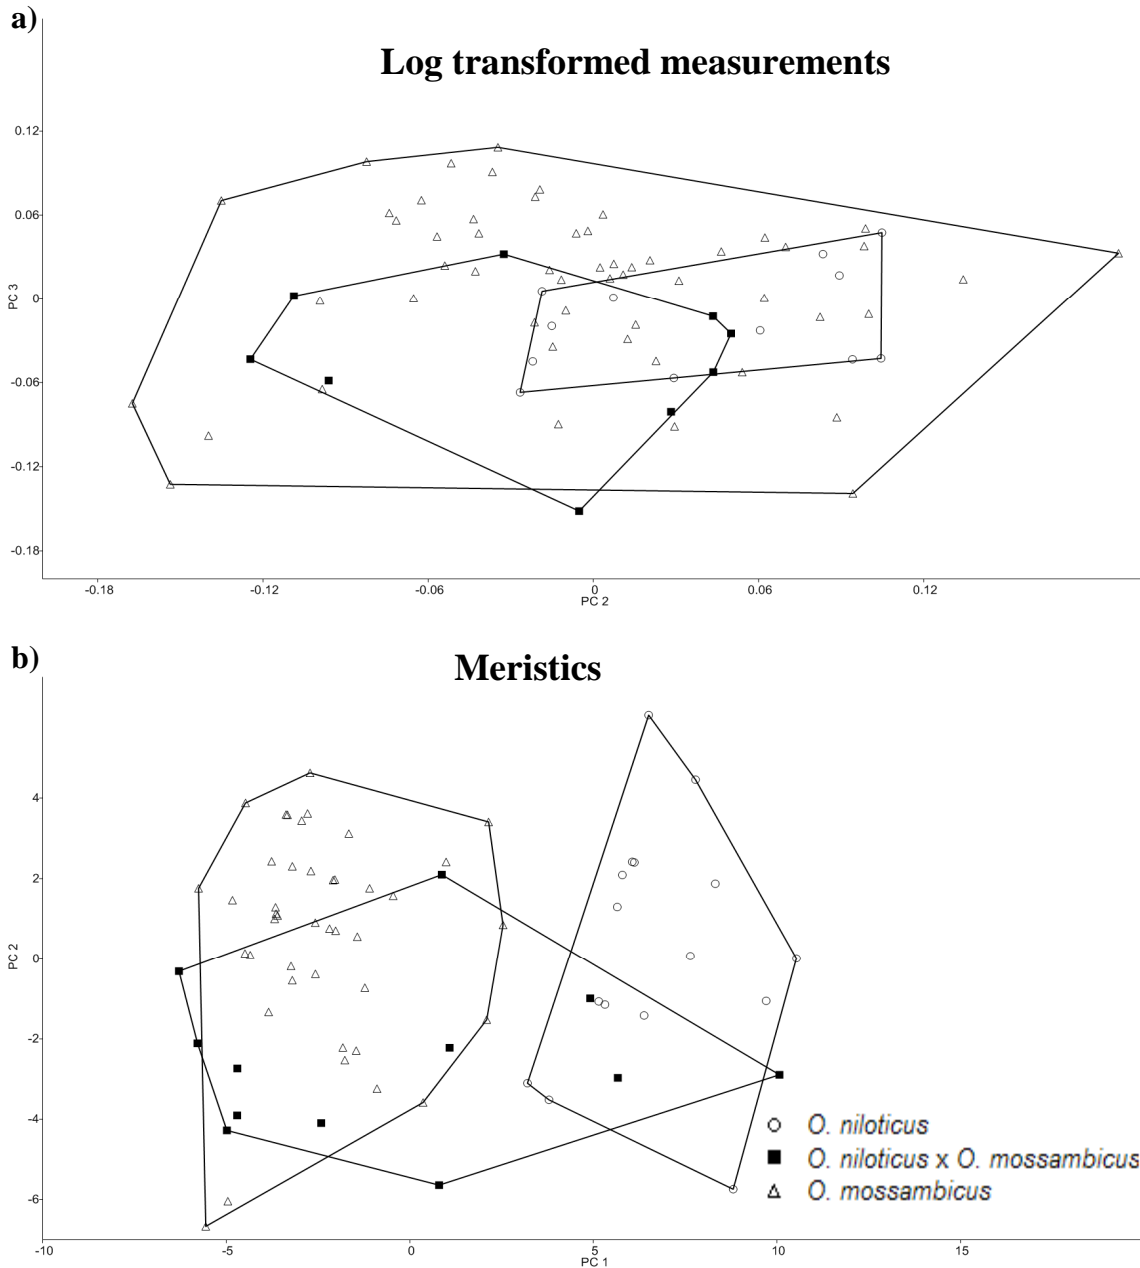 a)
Log transformed measurements
0.12
0.06
0
-0.06
-0.12
-0.18
PC 3
-0.18
-0.12
-0.06
0
0.06
0.12
PC 2
b)
Meristics
4
2
0
-2
-4
-6
PC 2
O. niloticus
O. niloticus x O. mossambicus
O. mossambicus
-10
-5
0
5
10
15
PC 1